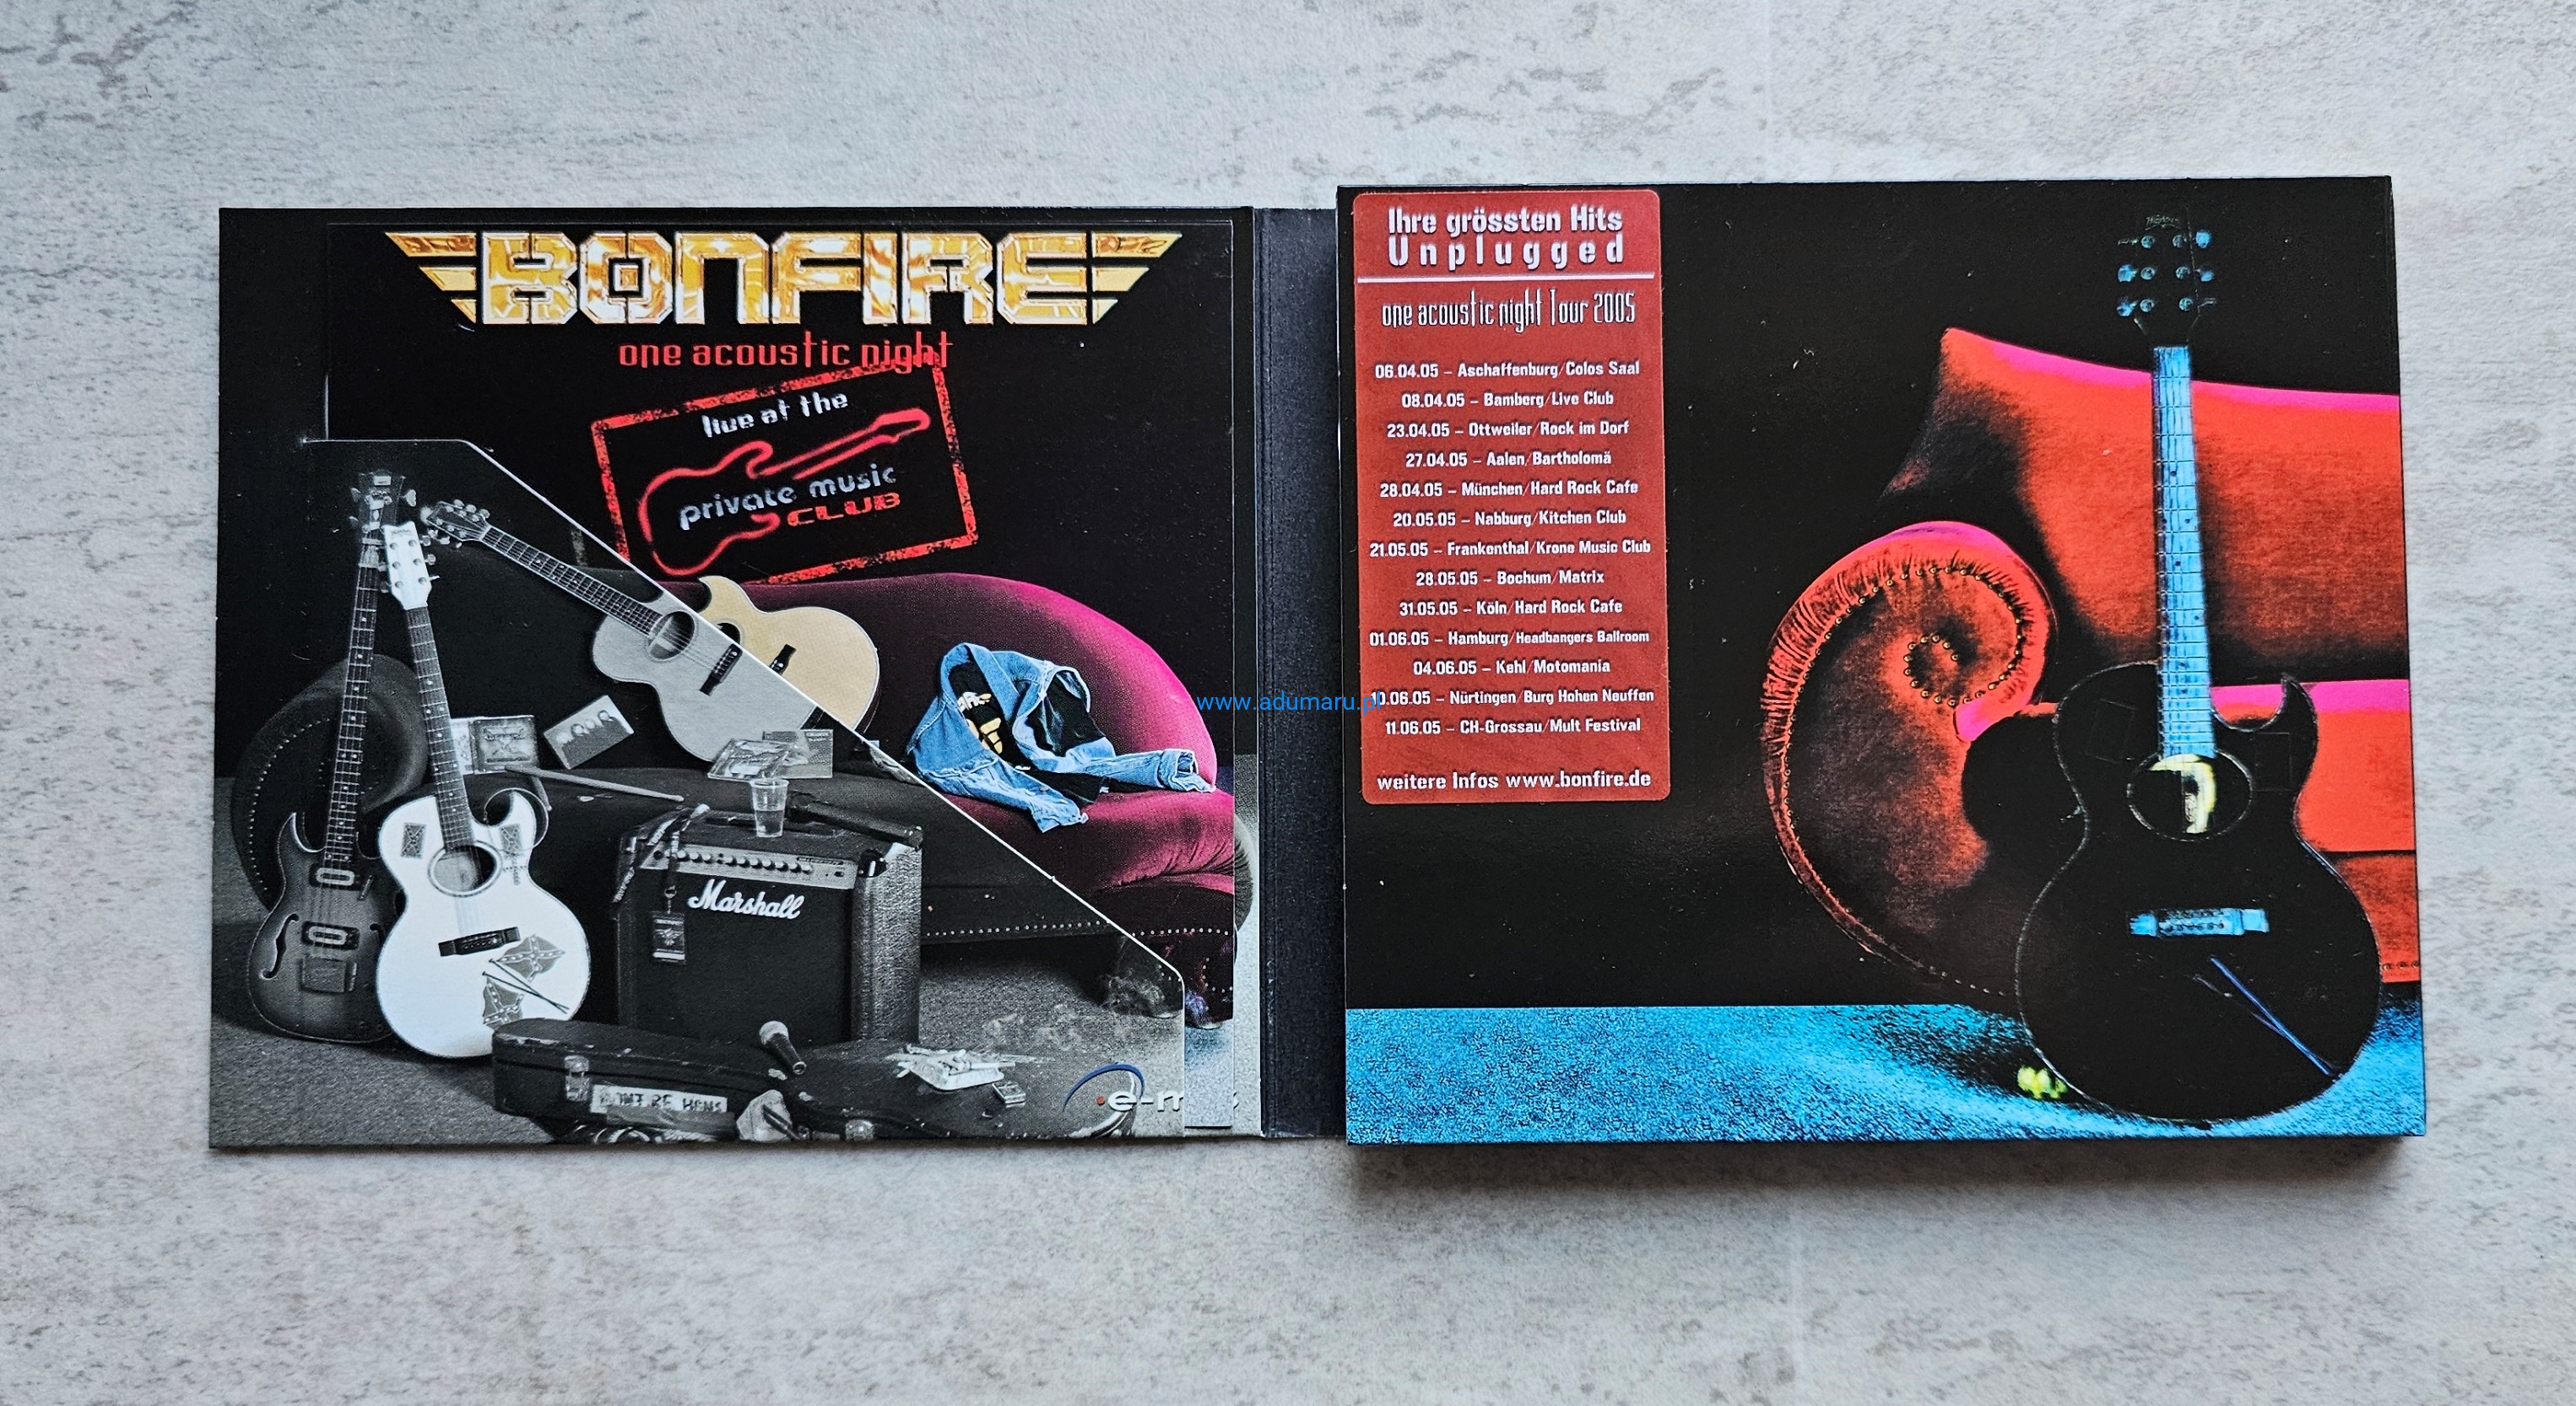 BONFIRE
one acoustic night
live at the
private music
CLUB
Marshall
BONFIRE HANS
Ihre grössten Hits
Unplugged
one acoustic night Tour 2005
06.04.05 – Aschaffenburg/Colos Saal
08.04.05 – Bamberg/Live Club
23.04.05 – Ottweiler/Rock im Dorf
27.04.05 – Aalen/Bartholomä
28.04.05 – München/Hard Rock Cafe
20.05.05 – Nabburg/Kitchen Club
21.05.05 – Frankenthal/Krone Music Club
28.05.05 – Bochum/Matrix
31.05.05 – Köln/Hard Rock Cafe
01.06.05 – Hamburg/Headbangers Ballroom
04.06.05 – Kehl/Motomania
0.06.05 – Nürtingen/Burg Hohen Neuffen
11.06.05 – CH-Grossau/Mult Festival
weitere Infos www.bonfire.de
www.adumaru.pl